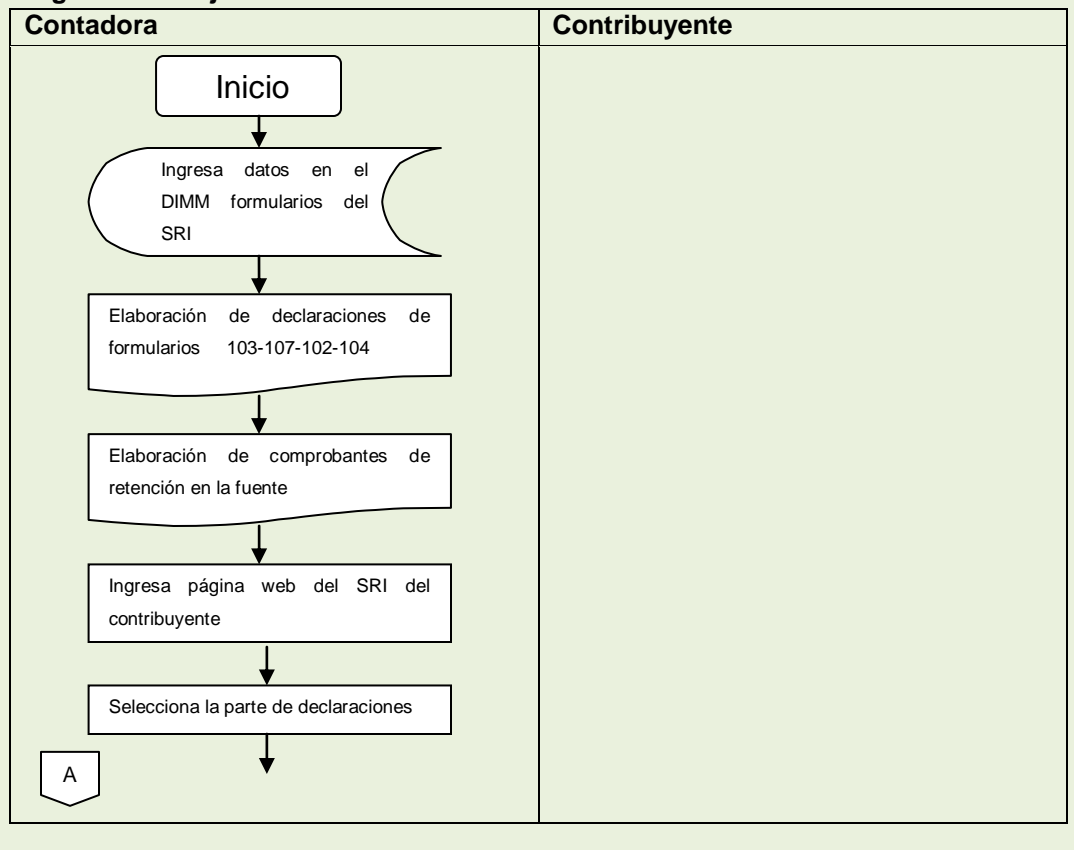 Contadora
Contribuyente
Inicio
Ingresa datos en el
DIMM formularios del
SRI
Elaboración de declaraciones de
formularios 103-107-102-104
Elaboración de comprobantes de
retención en la fuente
Ingresa página web del SRI del
contribuyente
Selecciona la parte de declaraciones
A